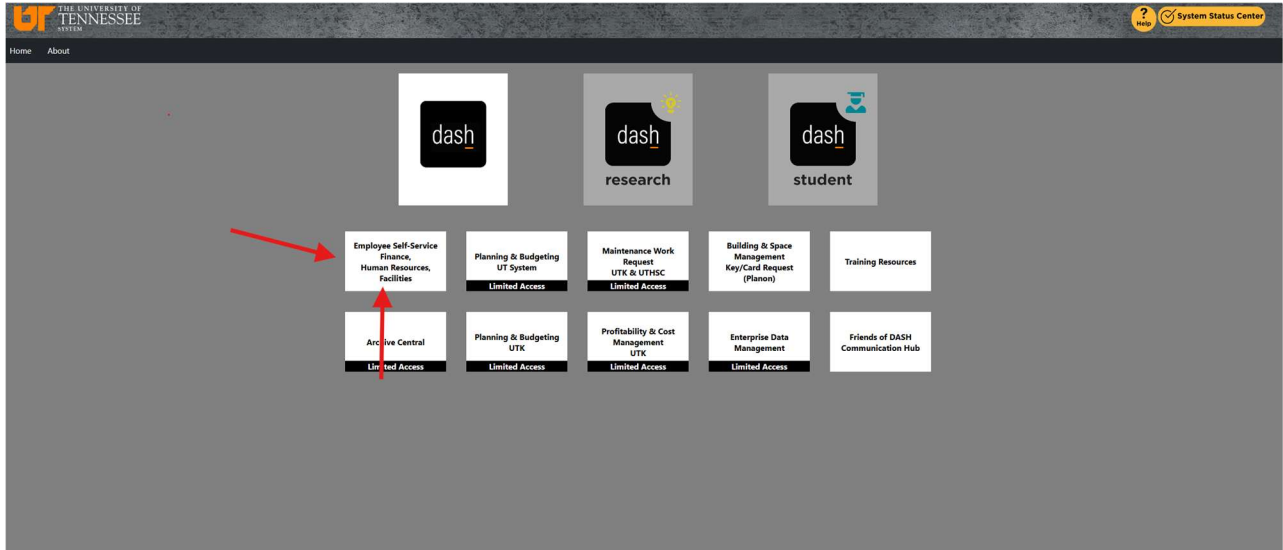 THE UNIVERSITY OF
TENNESSEE
SYSTEM
?
Help
System Status Center
Home About
dash
dash
research
dash
student
Employee Self-Service
Finance,
Human Resources,
Facilities
Planning & Budgeting
UT System
Limited Access
Maintenance Work
Request
UTK & UTHSC
Limited Access
Building & Space
Management
Key/Card Request
(Planon)
Training Resources
Archive Central
Limited Access
Planning & Budgeting
UTK
Limited Access
Profitability & Cost
Management
UTK
Limited Access
Enterprise Data
Management
Limited Access
Friends of DASH
Communication Hub